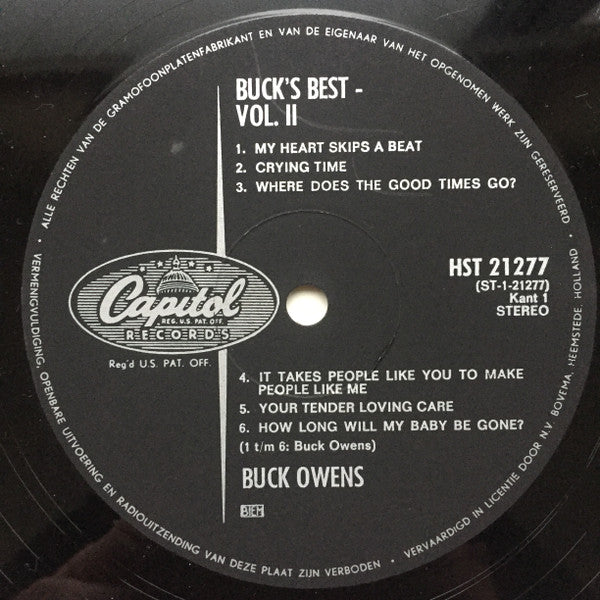 ALLE RECHTEN VAN DE GRAMOFOONPLATENFABRIKANT EN VAN DE EIGENAAR VAN HET OPGENOMEN WERK ZIJN GERESERVEERD •
BUCK'S BEST -
VOL. II
1. MY HEART SKIPS A BEAT
2. CRYING TIME
3. WHERE DOES THE GOOD TIMES GO?
HST 21277
(ST-1-21277)
Kant 1
STEREO
Capitol
REG. U.S. PAT. OFF.
RECORDS
Reg'd U.S. PAT. OFF.
4. IT TAKES PEOPLE LIKE YOU TO MAKE
PEOPLE LIKE ME
5. YOUR TENDER LOVING CARE
6. HOW LONG WILL MY BABY BE GONE?
(1 t/m 6: Buck Owens)
BUCK OWENS
BIEM
• VERMENIGVULDIGING, OPENBARE UITVOERING EN RADIOUITZENDING VAN DEZE PLAAT ZIJN VERBODEN •
VERVAARDIGD IN LICENTIE DOOR N.V. BOVEMA, HEEMSTEDE, HOLLAND